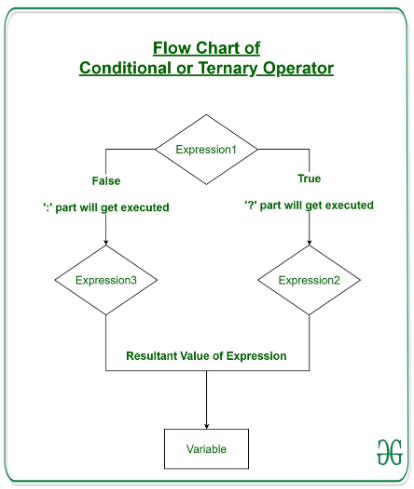 Flow Chart of
Conditional or Ternary Operator
Expression1
False
True
':' part will get executed
'?' part will get executed
Expression3
Expression2
Resultant Value of Expression
Variable